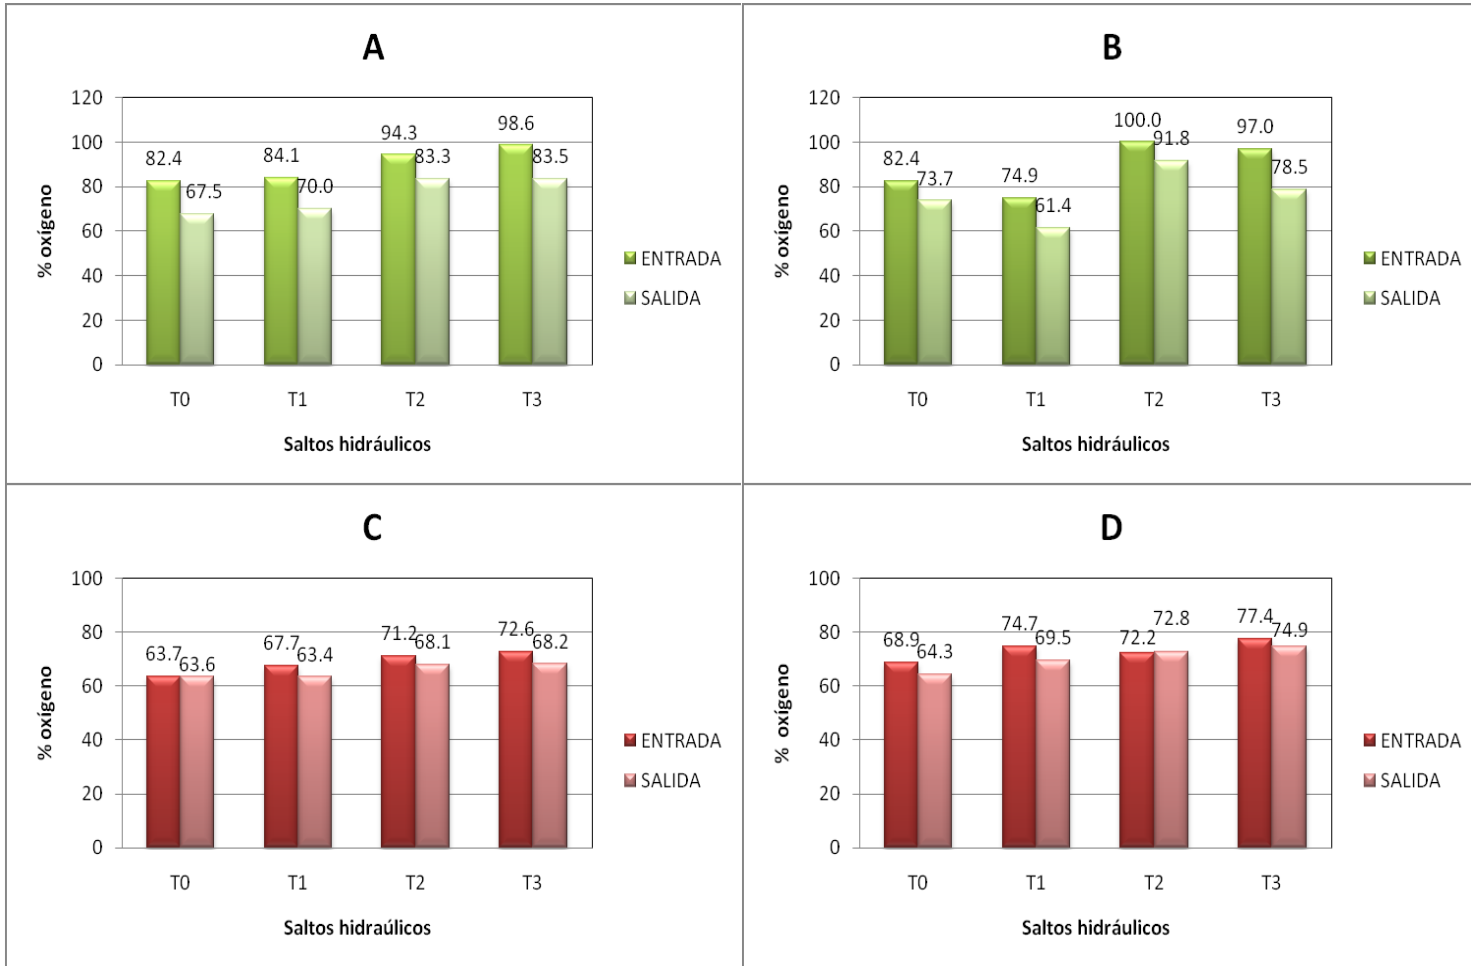 A
% oxígeno
120
100
80
60
40
20
0
82.4
67.5
84.1
70.0
94.3
83.3
98.6
83.5
T0 T1 T2 T3
Saltos hidráulicos
ENTRADA
SALIDA
B
% oxígeno
120
100
80
60
40
20
0
82.4
73.7
74.9
61.4
100.0
91.8
97.0
78.5
T0 T1 T2 T3
Saltos hidráulicos
ENTRADA
SALIDA
C
% oxígeno
100
80
60
40
20
0
63.7
63.6
67.7
63.4
71.2
68.1
72.6
68.2
T0 T1 T2 T3
Saltos hidraúlicos
ENTRADA
SALIDA
D
% oxígeno
100
80
60
40
20
0
68.9
64.3
74.7
69.5
72.2
72.8
77.4
74.9
T0 T1 T2 T3
Saltos hidráulicos
ENTRADA
SALIDA